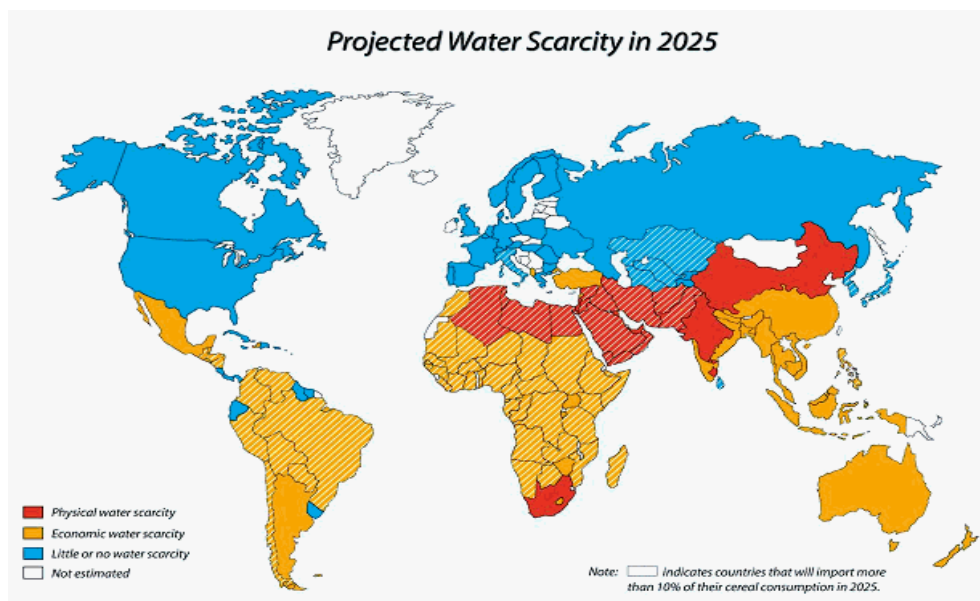 Projected Water Scarcity in 2025
Physical water scarcity
Economic water scarcity
Little or no water scarcity
Not estimated
Note: indicates countries that will import more
than 10% of their cereal consumption in 2025.